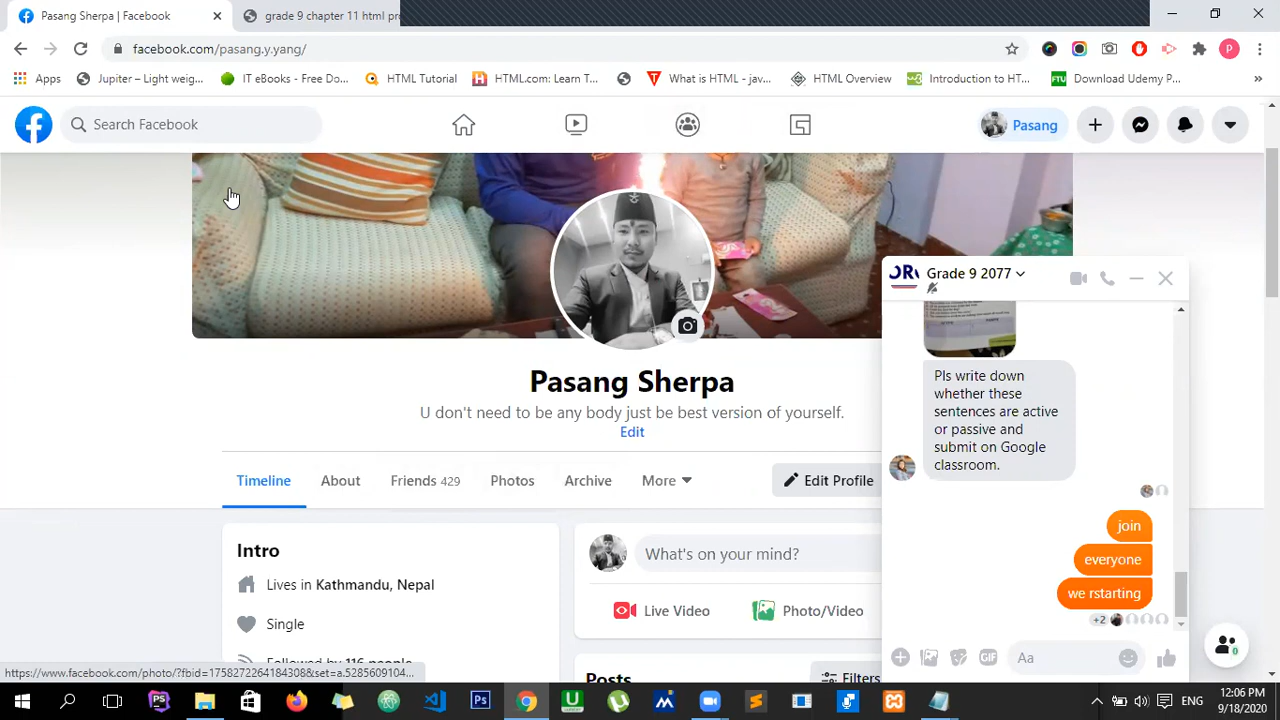 Pasang Sherpa | Facebook
grade 9 chapter 11 html pr
facebook.com/pasang.y.yang/
P
Apps
Jupiter – Light weig...
IT eBooks - Free Do...
HTML Tutorial
HTML.com: Learn T...
What is HTML - jav...
HTML Overview
Introduction to HT...
Download Udemy P...
Search Facebook
Pasang
Pasang Sherpa
U don't need to be any body just be best version of yourself.
Edit
Timeline
About
Friends 429
Photos
Archive
More
Edit Profile
Intro
Lives in Kathmandu, Nepal
Single
Followed by 116 people
What's on your mind?
Live Video
Photo/Video
Posts
Filters
Grade 9 2077
Pls write down
whether these
sentences are active
or passive and
submit on Google
classroom.
join
everyone
we rstarting
+2
GIF
Aa
0
https://www.facebook.com/photo/?fbid=1758272264184308&set=a.5285609104...
ENG
12:06 PM
9/18/2020